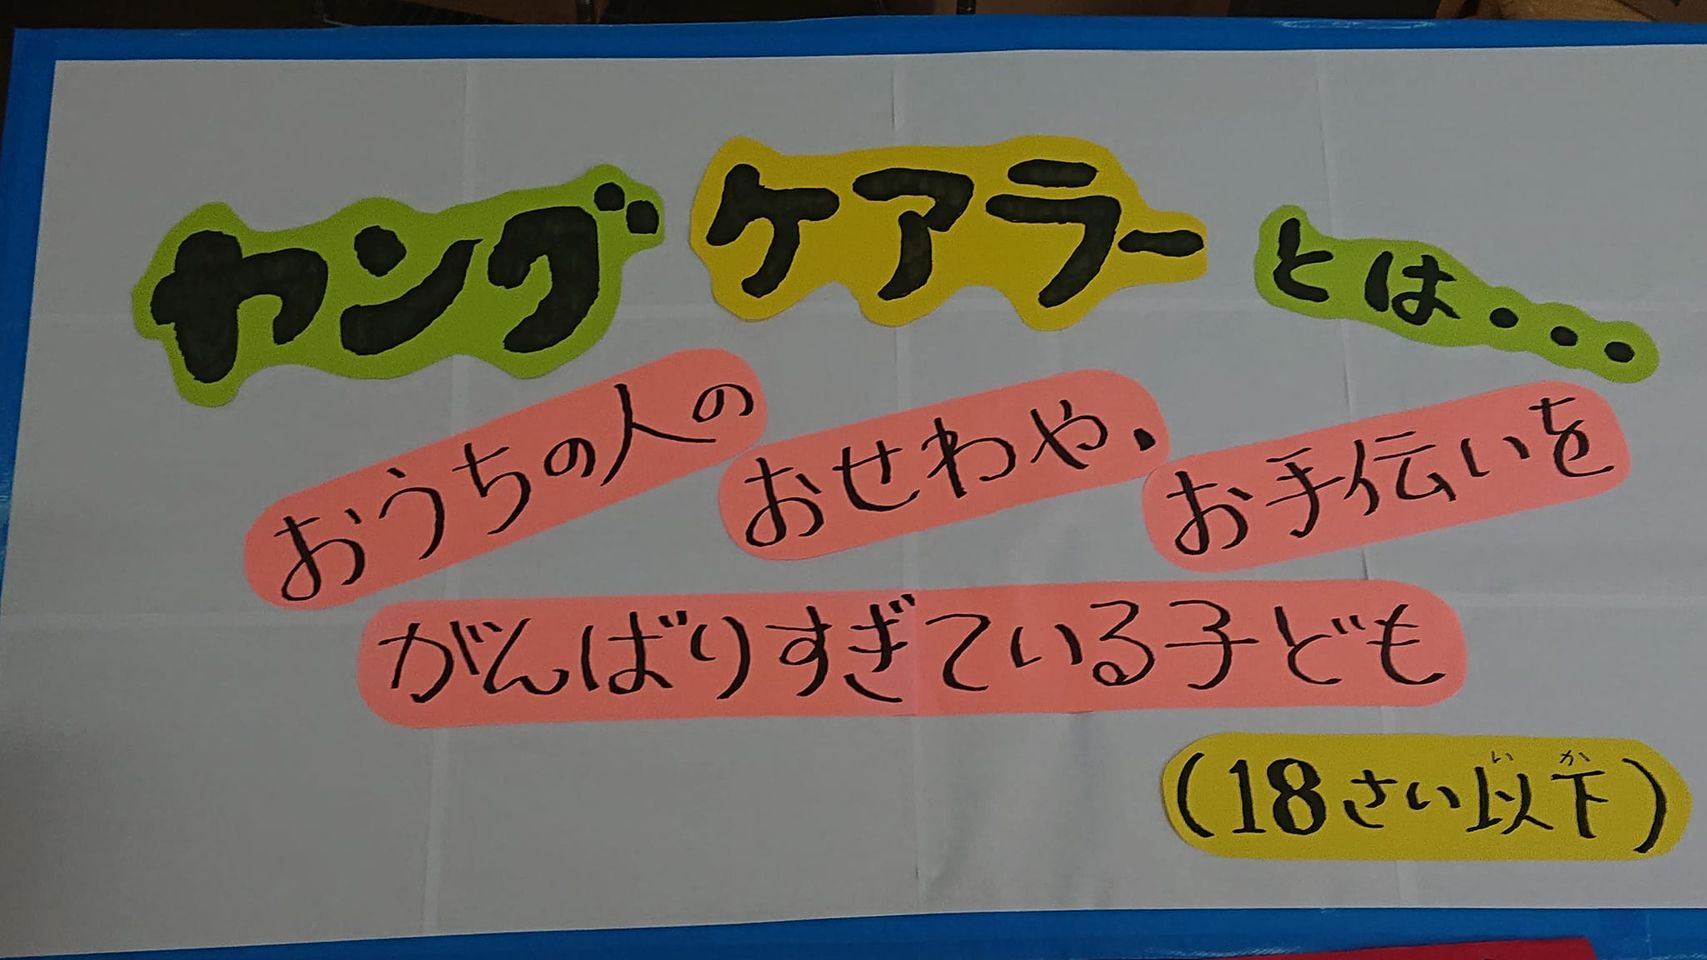 ヤングケアラーとは・・・
おうちの人のおせわや、お手伝いを
がんばりすぎている子ども
(18さい以下)
いか